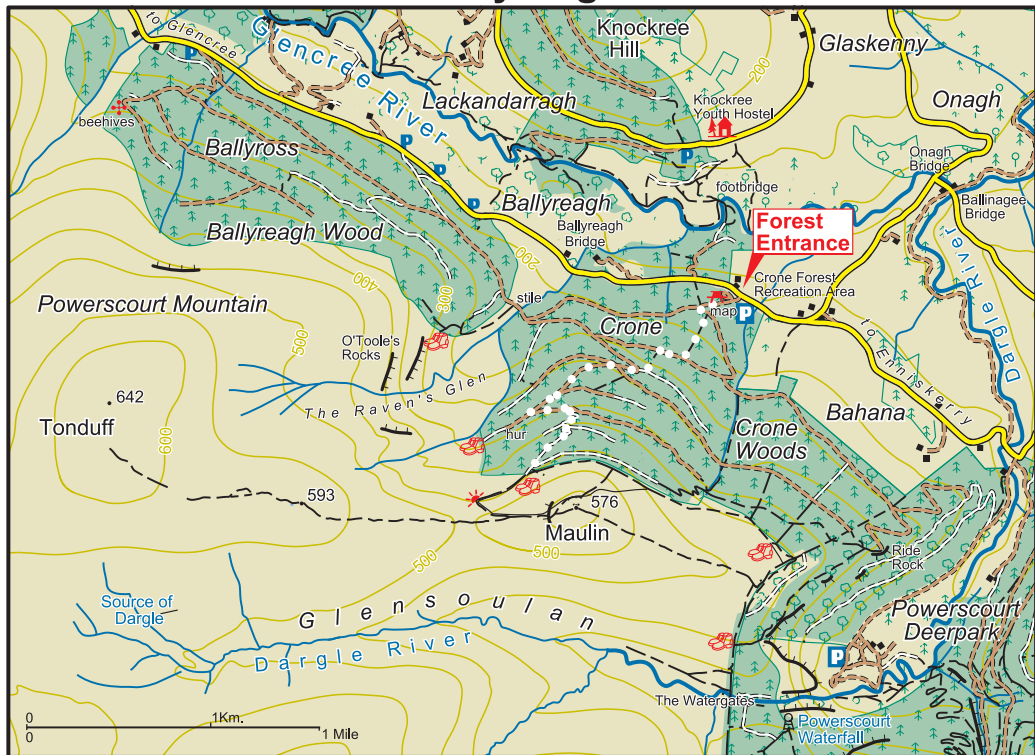 to Glencree
Glencree River
Knockree
Hill
Glaskenny
200
Lackandarragh
Knockree
Youth Hostel
Onagh
beehives
Ballyross
Onagh
Bridge
footbridge
Ballinagee
Bridge
Ballyreagh
Forest
Entrance
Ballyreagh Wood
Ballyreagh
Bridge
200
Crone Forest
Recreation Area
400
300
Powerscourt Mountain
stile
map
Crone
to Enniskerry
Dargle River
500
O'Toole's
Rocks
The Raven's Glen
642
Tonduff
600
Bahana
hur
Crone
Woods
593
576
Maulin
500
500
Ride
Rock
Source of
Dargle
Glensoulan
Dargle River
Powerscourt
Deerpark
The Watergates
Powerscourt
Waterfall
0
0
1Km.
1 Mile
P
P
P
P
P
P
P